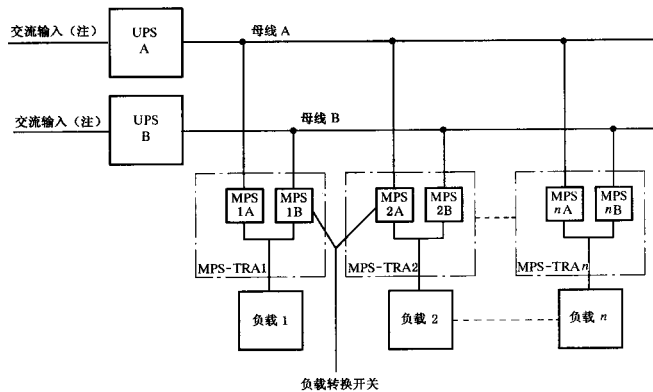 交流输入(注)
UPS
A
母线 A
交流输入(注)
UPS
B
母线 B
MPS
1A
MPS
1B
MPS
2A
MPS
2B
MPS
nA
MPS
nB
MPS-TRA1
MPS-TRA2
MPS-TRAn
负载 1
负载 2
负载 n
负载转换开关